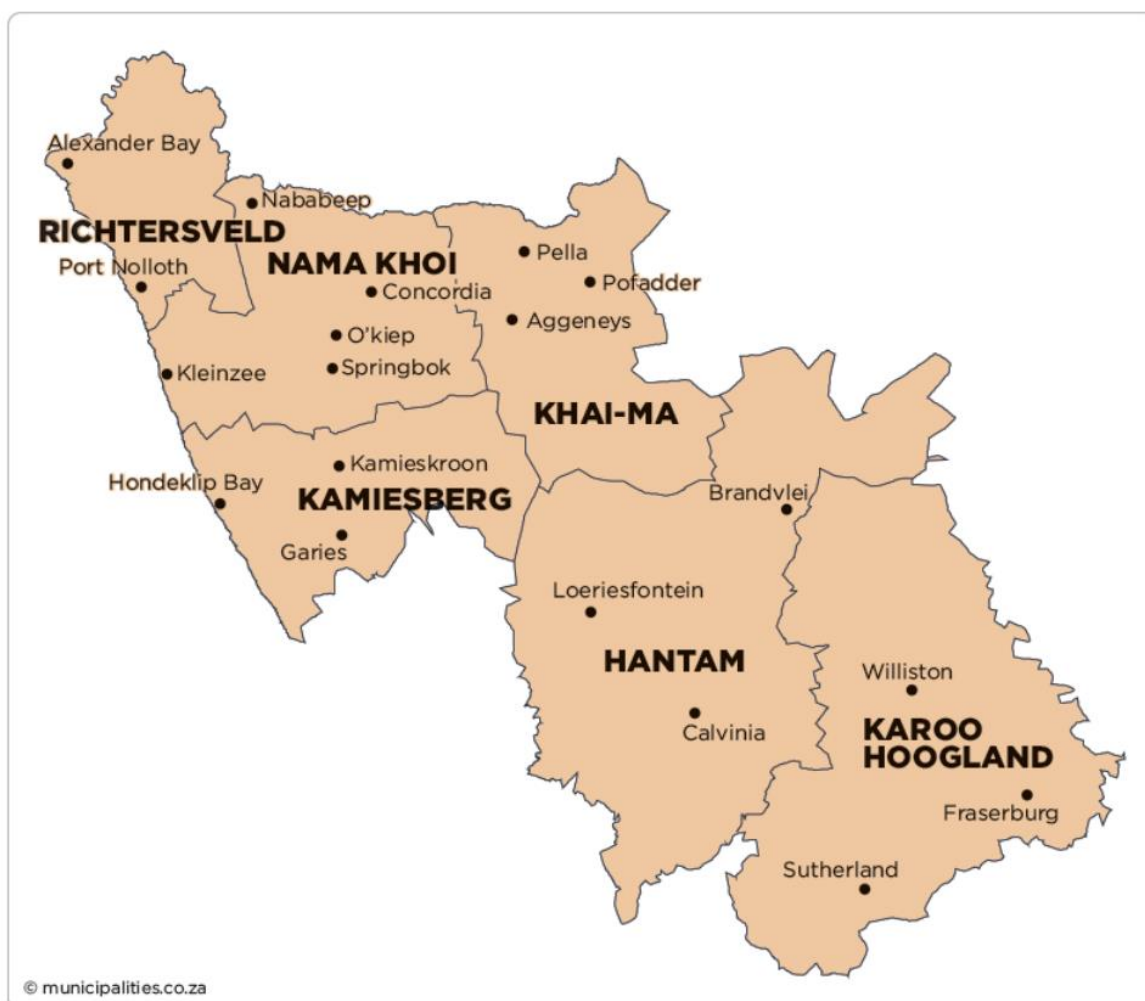 Alexander Bay
Nababeep
RICHTERSVELD
Pella
NAMA KHOI
Port Nolloth
Pofadder
Concordia
Aggeneys
O'kiep
Springbok
Kleinzee
KHAI-MA
Kamieskroon
Hondeklip Bay
Brandvlei
KAMIESBERG
Garies
Loeriesfontein
HANTAM
Williston
Calvinia
KAROO
HOOGLAND
Fraserburg
Sutherland
© municipalities.co.za